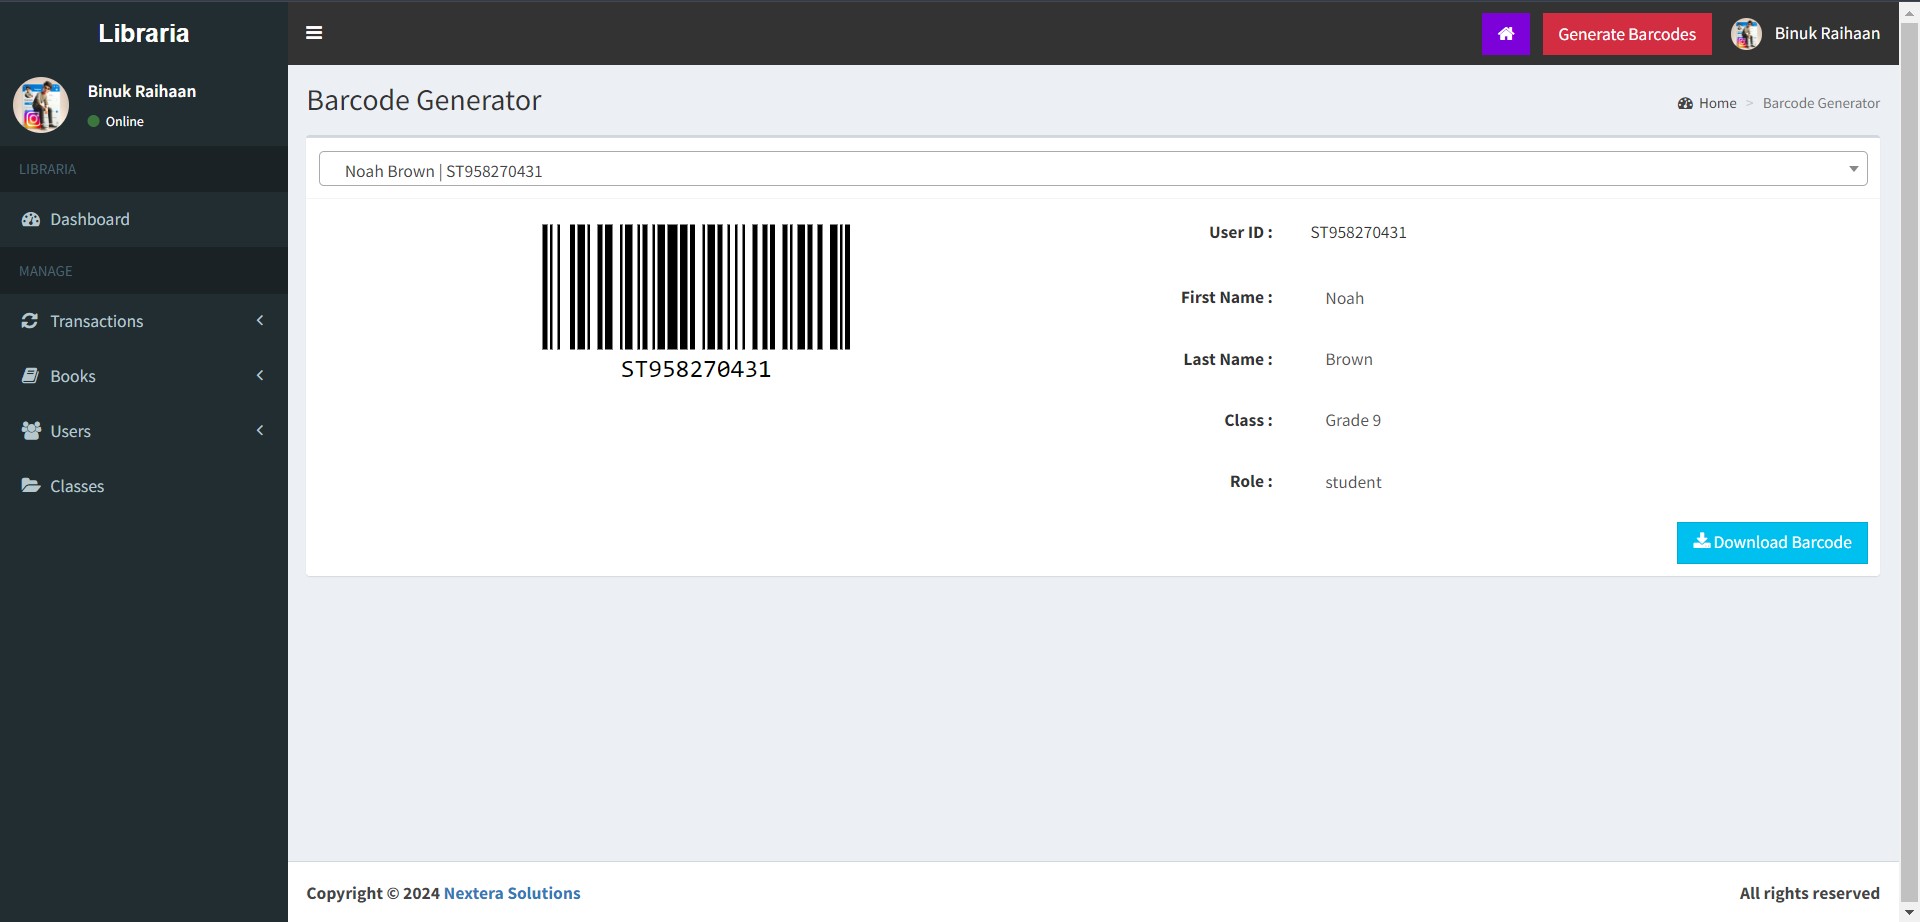 Libraria
Generate Barcodes
Binuk Raihaan
Binuk Raihaan
Online
LIBRARIA
Dashboard
MANAGE
Transactions
Books
Users
Classes
Barcode Generator
Home > Barcode Generator
Noah Brown | ST958270431
ST958270431
User ID : ST958270431
First Name : Noah
Last Name : Brown
Class : Grade 9
Role : student
Download Barcode
Copyright © 2024 Nextera Solutions
All rights reserved